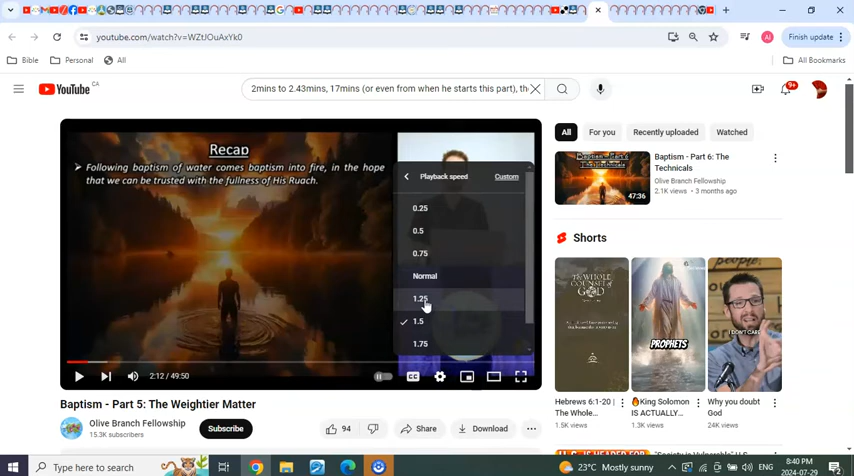 Finish update
youtube.com/watch?v=WZtJOuAxYk0
Bible
Personal
All
All Bookmarks
YouTube CA
2mins to 2.43mins, 17mins (or even from when he starts this part), th
9+
Recap
Following baptism of water comes baptism into fire, in the hope
that we can be trusted with the fullness of His Ruach.
Playback speed
Custom
0.25
0.5
0.75
Normal
1.25
1.5
1.75
2:12 / 49:50
CC
Baptism - Part 5: The Weightier Matter
Olive Branch Fellowship
15.3K subscribers
Subscribe
94
Share
Download
All
For you
Recently uploaded
Watched
Baptism - Part 6: The
Technicals
Olive Branch Fellowship
2.1K views • 3 months ago
47:36
Shorts
THE WHOLE
COUNSEL
OF GOD
PROPHETS
I DON'T CARE
Hebrews 6:1-20 |
The Whole...
1.5K views
King Solomon
IS ACTUALLY...
1.3K views
Why you doubt
God
24K views
Type here to search
23°C Mostly sunny
8:40 PM
2024-07-29